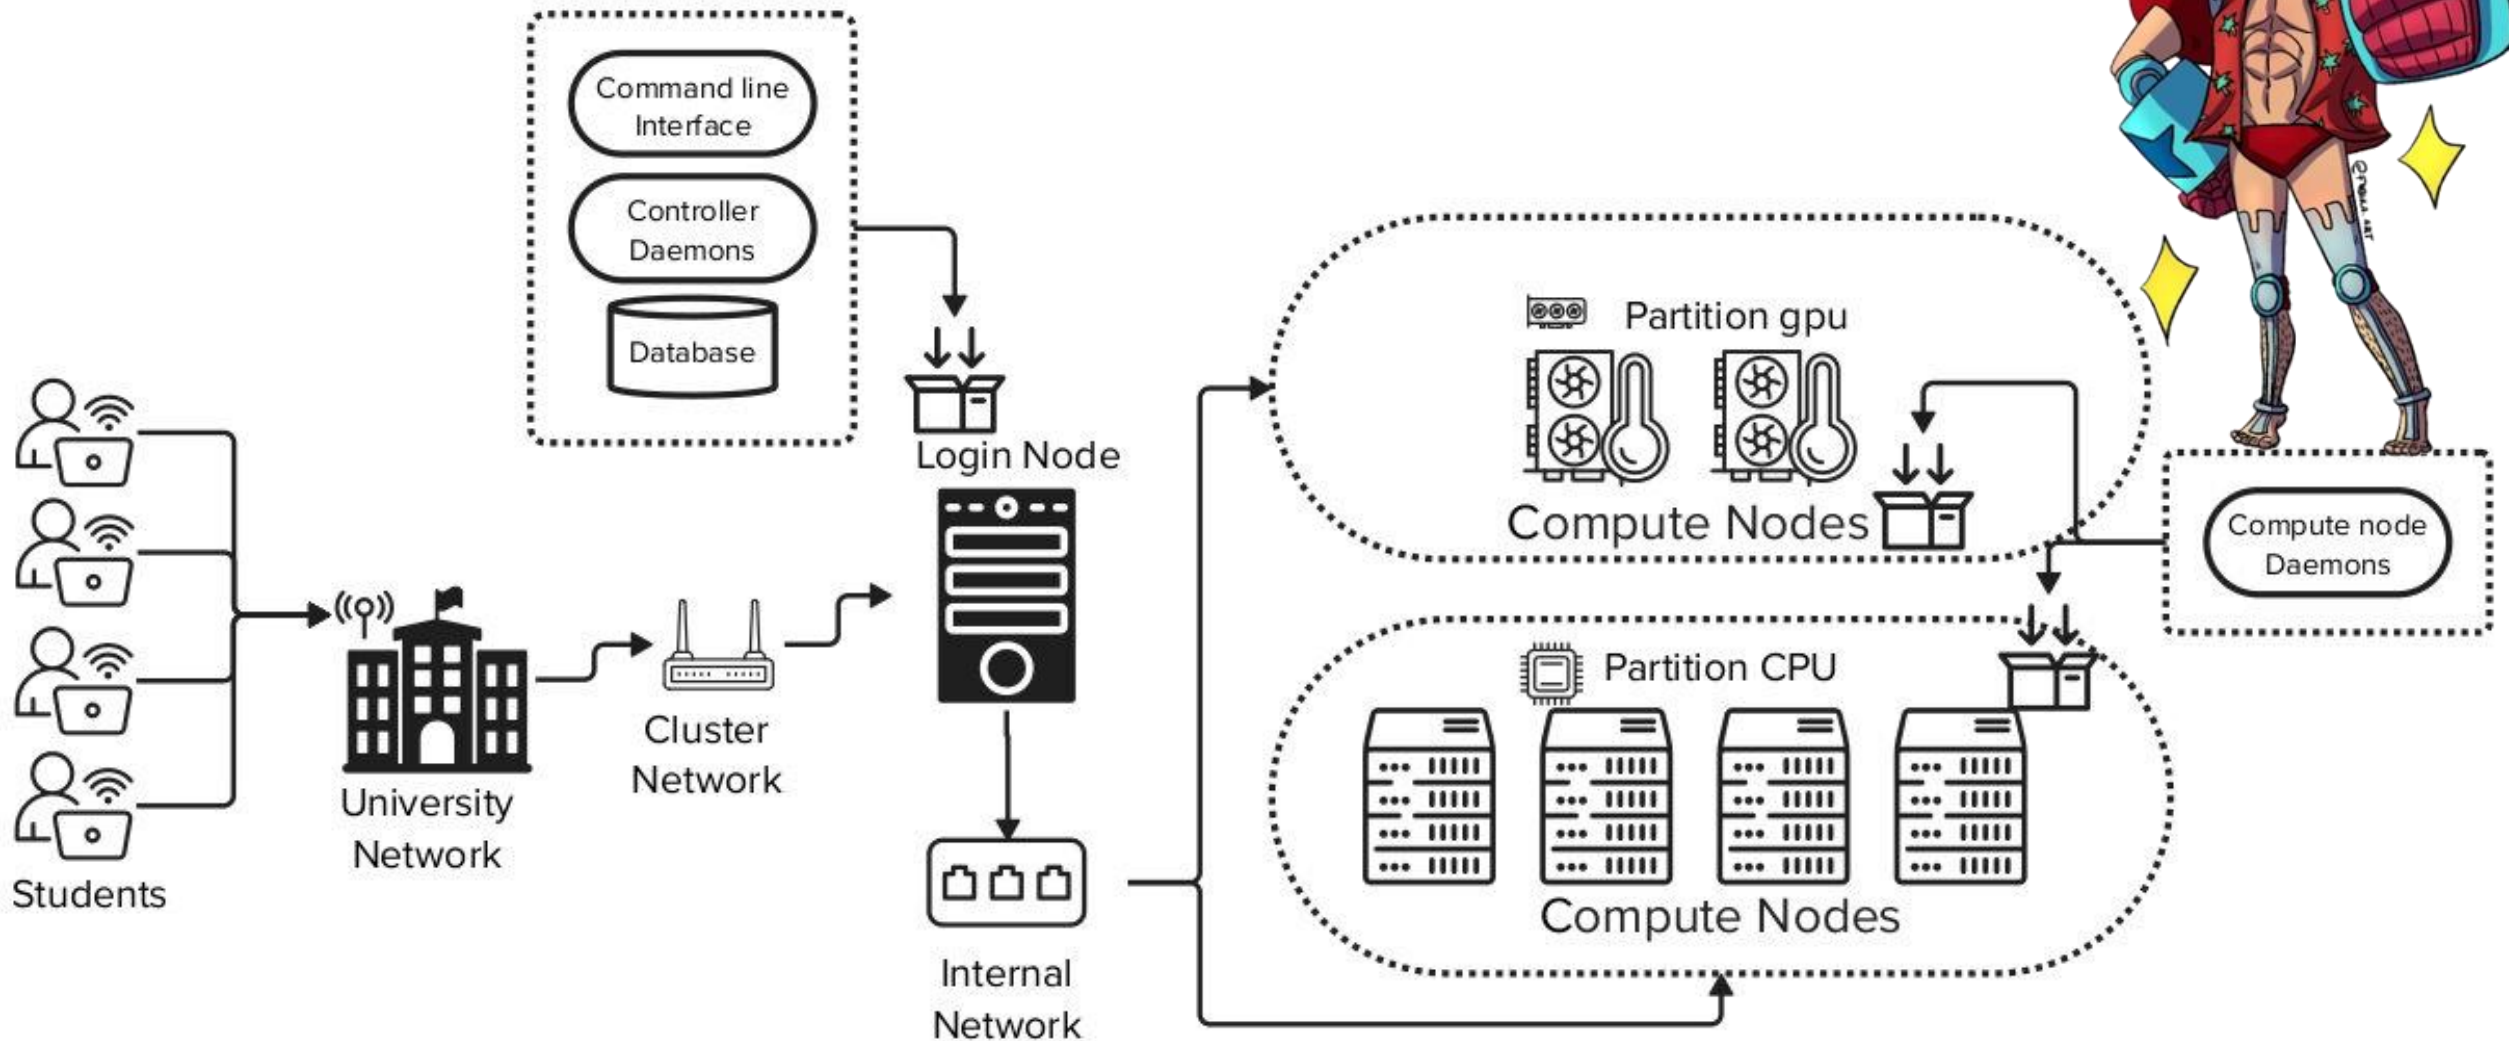 Command line
Interface
Controller
Daemons
Database
Login Node
Students
University
Network
Cluster
Network
Internal
Network
Partition gpu
Compute Nodes
Partition CPU
Compute Nodes
Compute node
Daemons